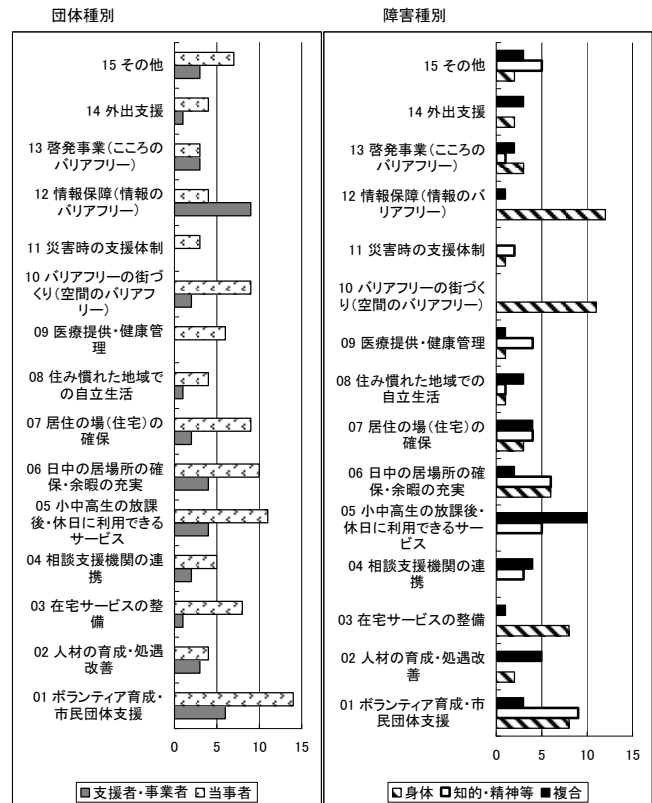 団体種別
15 その他
14 外出支援
13 啓発事業(こころの
バリアフリー)
12 情報保障(情報の
バリアフリー)
11 災害時の支援体制
10 バリアフリーの街づ
くり(空間のバリアフ
リー)
09 医療提供・健康管
理
08 住み慣れた地域で
の自立生活
07 居住の場(住宅)の
確保
06 日中の居場所の確
保・余暇の充実
05 小中高生の放課
後・休日に利用できる
サービス
04 相談支援機関の連
携
03 在宅サービスの整
備
02 人材の育成・処遇
改善
01 ボランティア育成・
市民団体支援
0 5 10 15
支援者・事業者 当事者
障害種別
15 その他
14 外出支援
13 啓発事業(こころの
バリアフリー)
12 情報保障(情報のバ
リアフリー)
11 災害時の支援体制
10 バリアフリーの街づく
り(空間のバリアフリー)
09 医療提供・健康管理
08 住み慣れた地域での
自立生活
07 居住の場(住宅)の
確保
06 日中の居場所の確
保・余暇の充実
05 小中高生の放課後・
休日に利用できるサー
ビス
04 相談支援機関の連
携
03 在宅サービスの整備
02 人材の育成・処遇改
善
01 ボランティア育成・市
民団体支援
0 5 10 15
身体 知的・精神等 複合